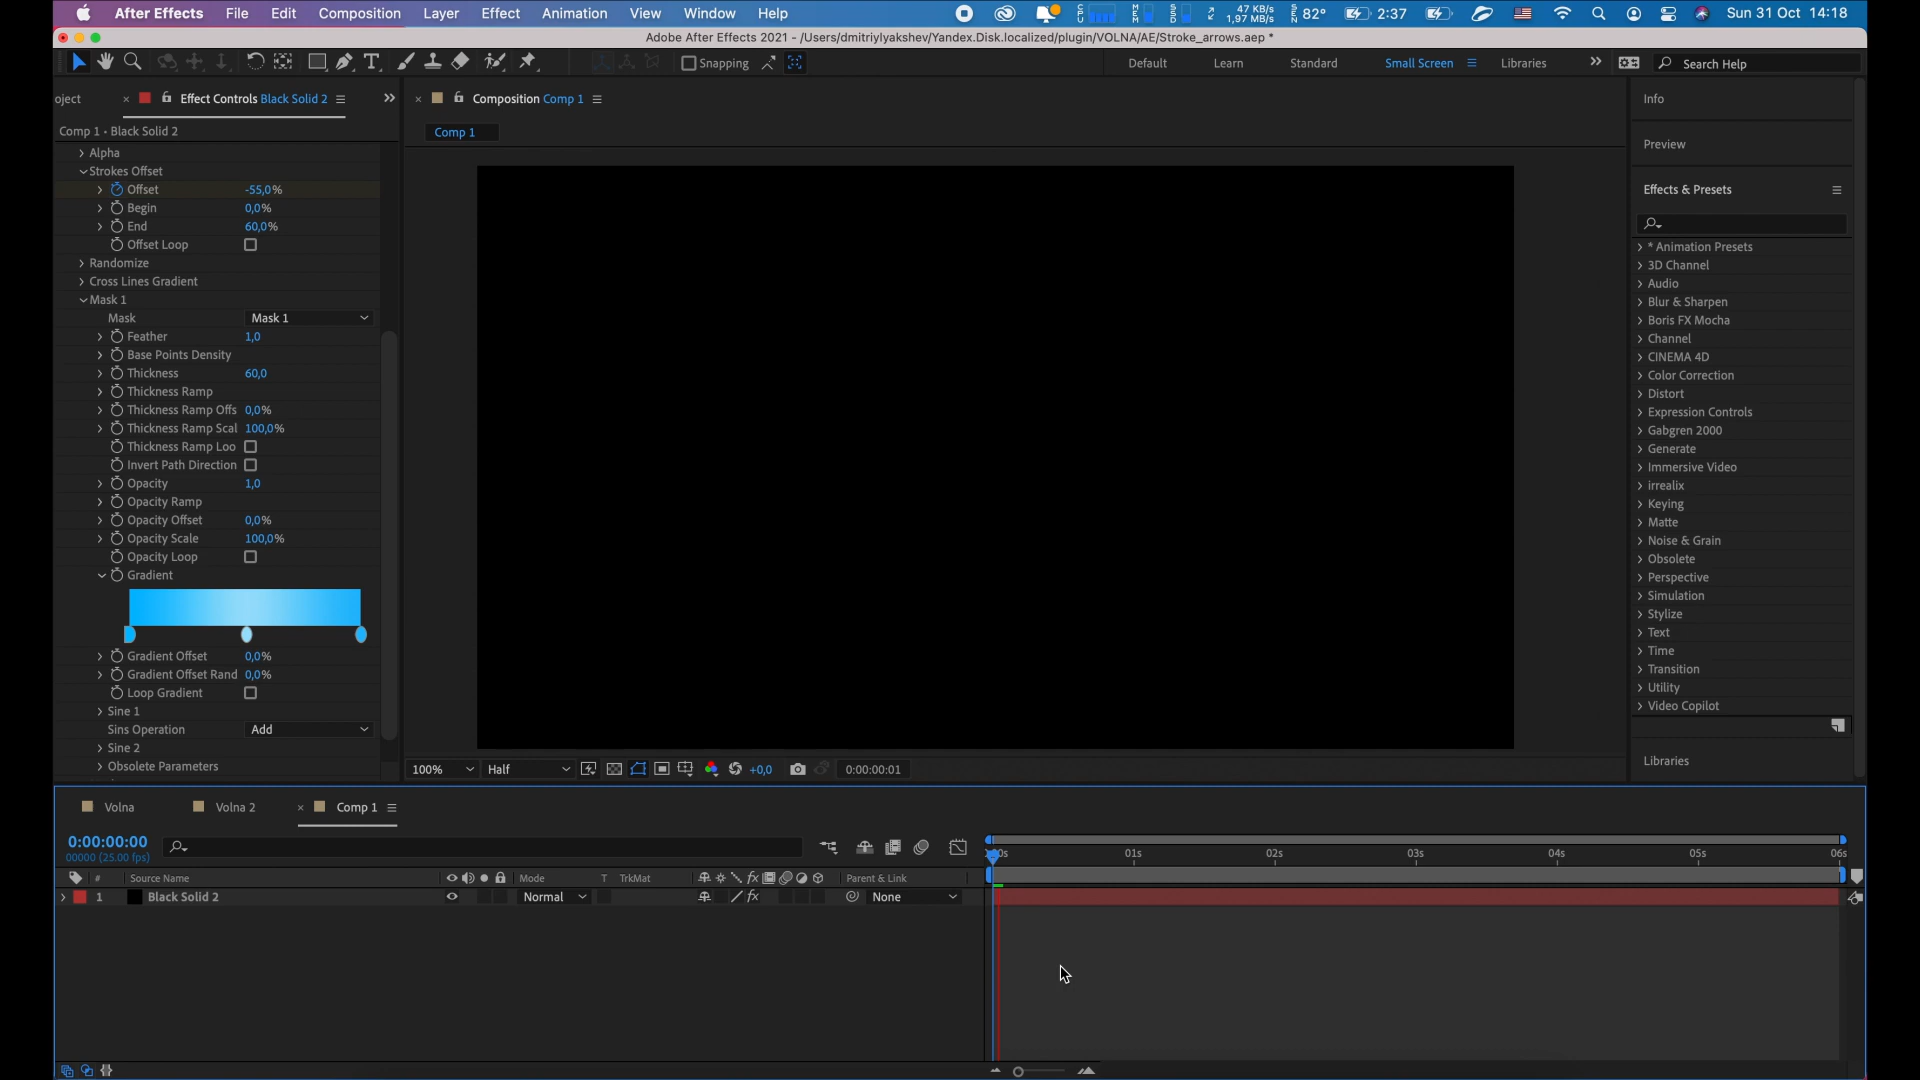 After Effects File Edit Composition Layer Effect Animation View Window Help 47 KB/s 1,97 MB/s 82° 2:37 Sun 31 Oct 14:18
Adobe After Effects 2021 - /Users/dmitriylyakshev/Yandex.Disk.localized/plugin/VOLNA/AE/Stroke_arrows.aep *
Snapping Default Learn Standard Small Screen Libraries Search Help
oject Effect Controls Black Solid 2 Composition Comp 1 Info
Comp 1 • Black Solid 2
Comp 1
Preview
Alpha
Strokes Offset
Offset -55,0%
Begin 0,0%
End 60,0%
Offset Loop
Randomize
Cross Lines Gradient
Mask 1
Mask Mask 1
Feather 1,0
Base Points Density
Thickness 60,0
Thickness Ramp
Thickness Ramp Offs 0,0%
Thickness Ramp Scal 100,0%
Thickness Ramp Loo
Invert Path Direction
Opacity 1,0
Opacity Ramp
Opacity Offset 0,0%
Opacity Scale 100,0%
Opacity Loop
Gradient
Gradient Offset 0,0%
Gradient Offset Rand 0,0%
Loop Gradient
Sine 1
Sins Operation Add
Sine 2
Obsolete Parameters
Effects & Presets
* Animation Presets
3D Channel
Audio
Blur & Sharpen
Boris FX Mocha
Channel
CINEMA 4D
Color Correction
Distort
Expression Controls
Gabgren 2000
Generate
Immersive Video
irrealix
Keying
Matte
Noise & Grain
Obsolete
Perspective
Simulation
Stylize
Text
Time
Transition
Utility
Video Copilot
Libraries
100% Half +0,0 0:00:00:01
Volna Volna 2 Comp 1
0:00:00:00
00000 (25.00 fps)
01s 02s 03s 04s 05s 06s
# Source Name Mode T TrkMat Parent & Link
1 Black Solid 2 Normal None